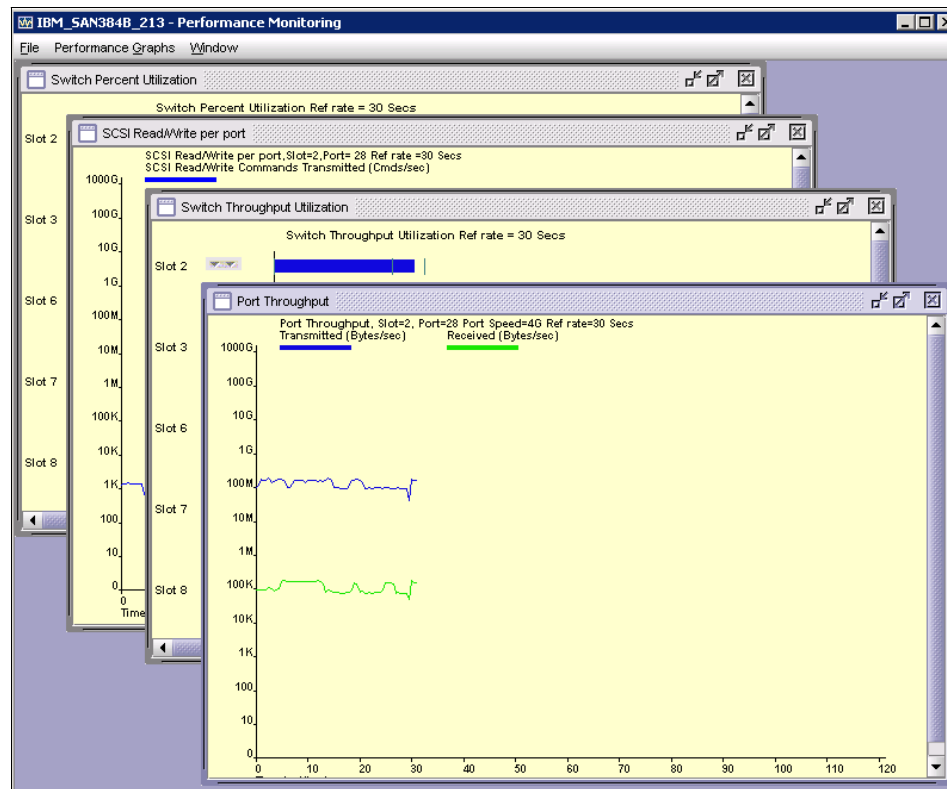 IBM_SAN384B_213 - Performance Monitoring
File Performance Graphs Window
Switch Percent Utilization
Switch Percent Utilization Ref rate = 30 Secs
Slot 2
Slot 3
Slot 6
Slot 7
Slot 8
SCSI Read/Write per port
SCSI Read/Write per port,Slot=2,Port= 28 Ref rate =30 Secs
SCSI Read/Write Commands Transmitted (Cmds/sec)
1000G
100G
10G
1G
100M
10M
1M
100K
10K
1K
100
10
0
0
Time
Switch Throughput Utilization
Switch Throughput Utilization Ref rate = 30 Secs
Slot 2
Slot 3
Slot 6
Slot 7
Slot 8
Port Throughput
Port Throughput, Slot=2, Port=28 Port Speed=4G Ref rate=30 Secs
Transmitted (Bytes/sec) Received (Bytes/sec)
1000G
100G
10G
1G
100M
10M
1M
100K
10K
1K
100
10
0
0 10 20 30 40 50 60 70 80 90 100 110 120